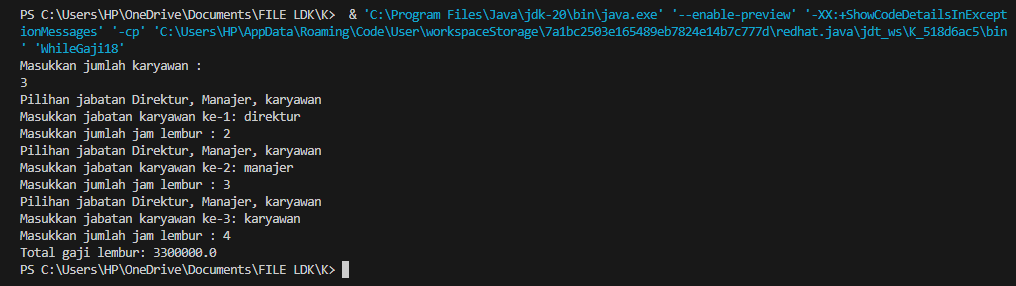 PS C:\Users\HP\OneDrive\Documents\FILE LDK\K>  & 'C:\Program Files\Java\jdk-20\bin\java.exe' '--enable-preview' '-XX:+ShowCodeDetailsInExcept
ionMessages' '-cp' 'C:\Users\HP\AppData\Roaming\Code\User\workspaceStorage\7a1bc2503e165489eb7824e14b7c777d\redhat.java\jdt_ws\K_518d6ac5\bin
' 'WhileGaji18'
Masukkan jumlah karyawan :
3
Pilihan jabatan Direktur, Manajer, karyawan
Masukkan jabatan karyawan ke-1: direktur
Masukkan jumlah jam lembur : 2
Pilihan jabatan Direktur, Manajer, karyawan
Masukkan jabatan karyawan ke-2: manajer
Masukkan jumlah jam lembur : 3
Pilihan jabatan Direktur, Manajer, karyawan
Masukkan jabatan karyawan ke-3: karyawan
Masukkan jumlah jam lembur : 4
Total gaji lembur: 3300000.0
PS C:\Users\HP\OneDrive\Documents\FILE LDK\K>